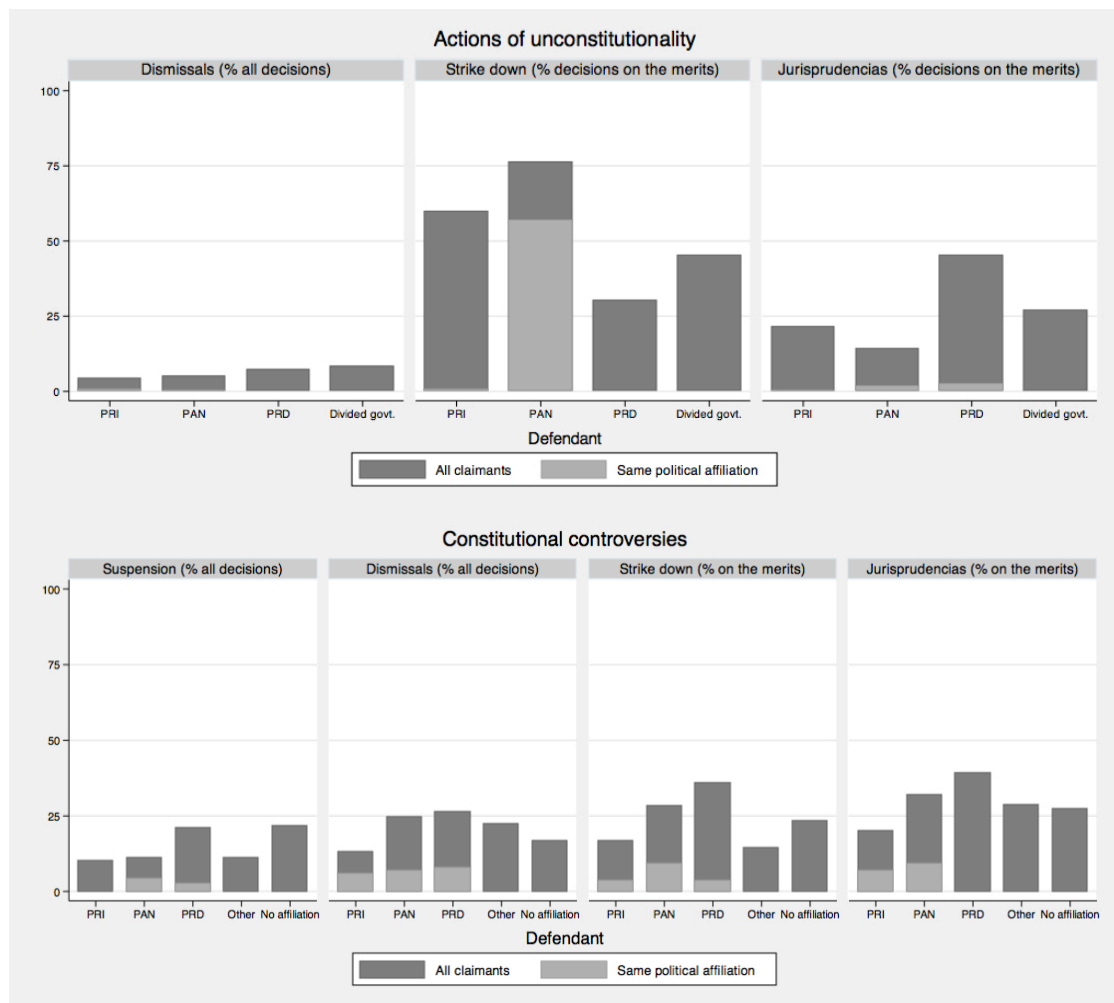 Actions of unconstitutionality
Dismissals (% all decisions) Strike down (% decisions on the merits) Jurisprudencias (% decisions on the merits)
100
75
50
25
0
PRI PAN PRD Divided govt. PRI PAN PRD Divided govt. PRI PAN PRD Divided govt.
Defendant
All claimants Same political affiliation
Constitutional controversies
Suspension (% all decisions) Dismissals (% all decisions) Strike down (% on the merits) Jurisprudencias (% on the merits)
100
75
50
25
0
PRI PAN PRD Other No affiliation PRI PAN PRD Other No affiliation PRI PAN PRD Other No affiliation PRI PAN PRD Other No affiliation
Defendant
All claimants Same political affiliation